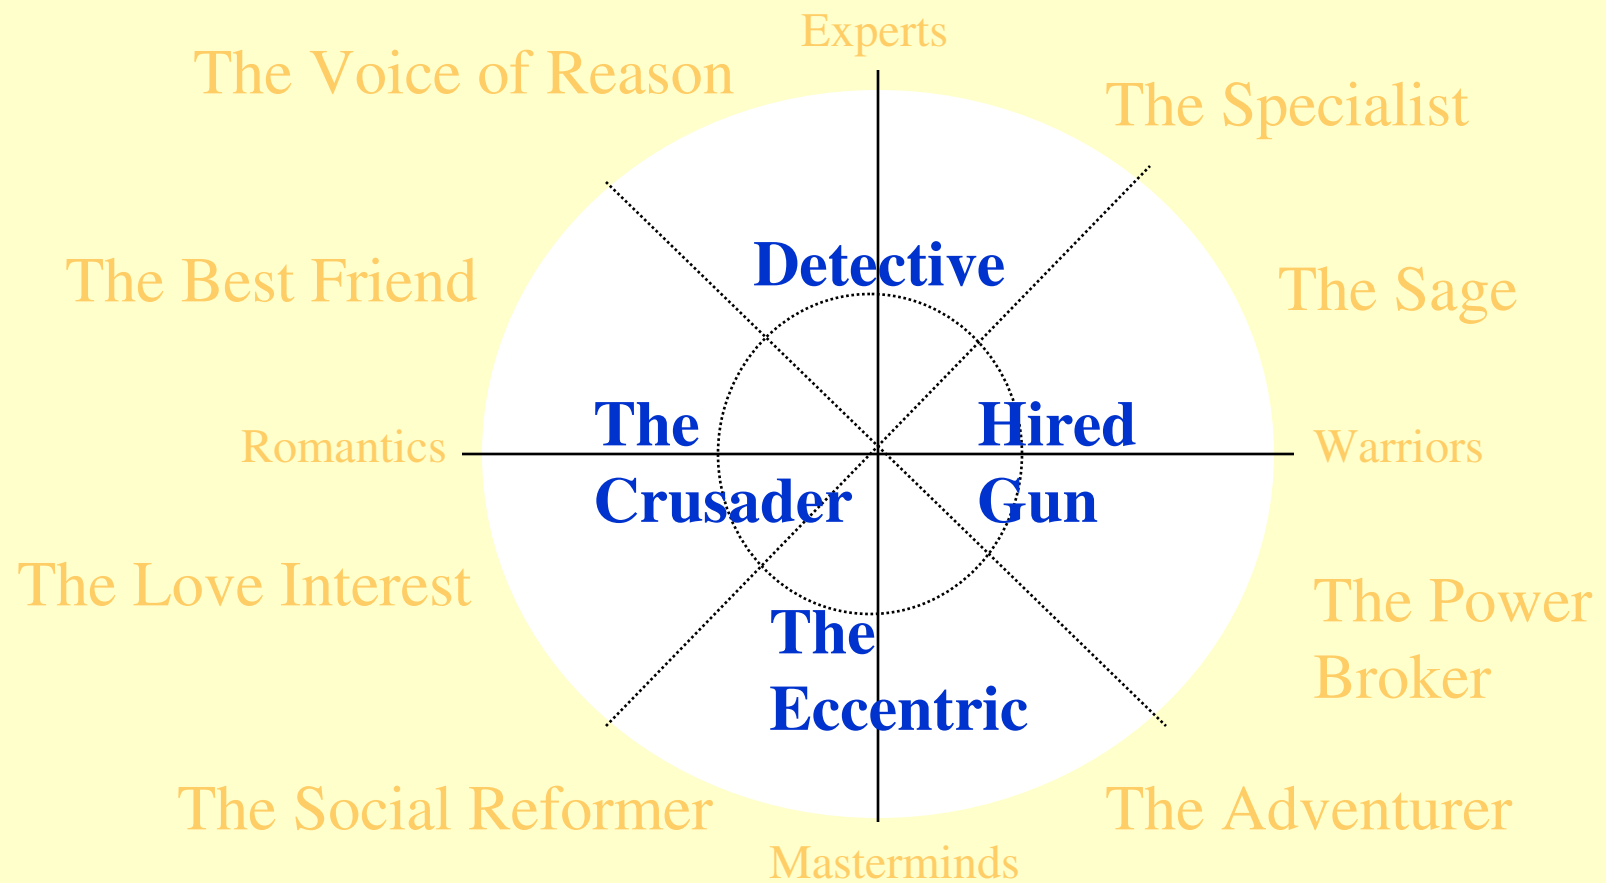 Experts
The Voice of Reason
The Specialist
Detective
The Best Friend
The Sage
The
Crusader
Hired
Gun
Romantics
Warriors
The Love Interest
The Power
Broker
The
Eccentric
The Social Reformer
The Adventurer
Masterminds